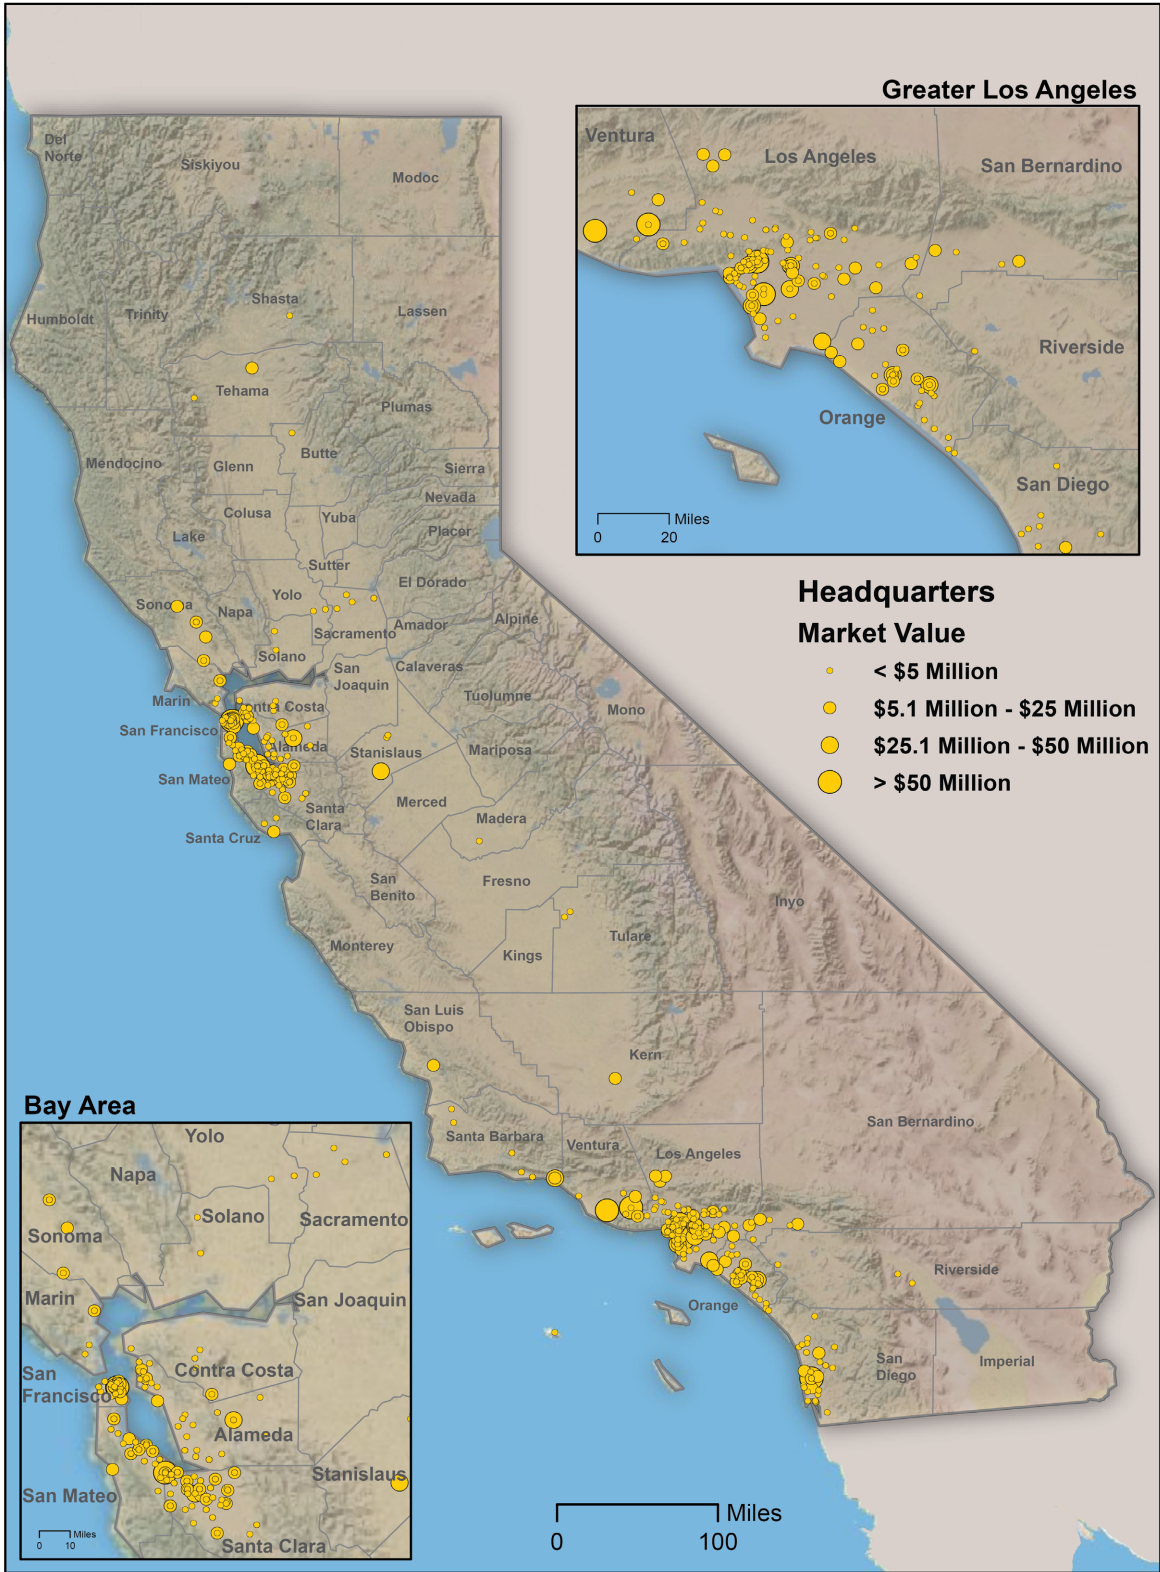 Greater Los Angeles
Ventura
Los Angeles
San Bernardino
Riverside
Orange
San Diego
Miles
0 20
Del
Norte
Siskiyou
Modoc
Shasta
Humboldt
Trinity
Lassen
Tehama
Plumas
Mendocino
Glenn
Butte
Sierra
Nevada
Colusa
Yuba
Placer
Lake
Sutter
El Dorado
Yolo
Sonoma
Napa
Sacramento
Amador
Alpine
Solano
San
Joaquin
Calaveras
Marin
Contra Costa
Tuolumne
Mono
San Francisco
Alameda
Stanislaus
Mariposa
San Mateo
Merced
Santa
Clara
Madera
Santa Cruz
San
Benito
Fresno
Inyo
Monterey
Tulare
Kings
San Luis
Obispo
Kern
San Bernardino
Santa Barbara
Ventura
Los Angeles
Riverside
Orange
San
Diego
Imperial
Headquarters
Market Value
< $5 Million
$5.1 Million - $25 Million
$25.1 Million - $50 Million
> $50 Million
Bay Area
Yolo
Napa
Solano
Sacramento
Sonoma
Marin
San Joaquin
San
Francisco
Contra Costa
Alameda
Stanislaus
San Mateo
Santa Clara
Miles
0 10
Miles
0 100